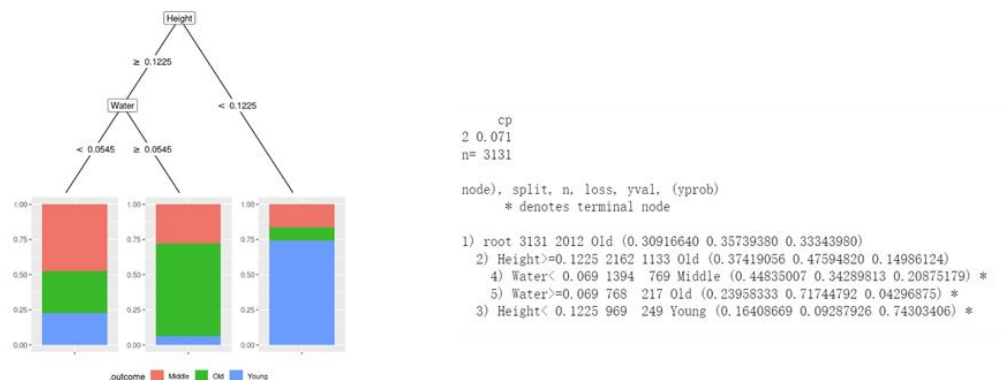 Height
≥ 0.1225
Water
< 0.1225
< 0.0545 ≥ 0.0545
1.00 1.00 1.00
0.75 0.75 0.75
0.50 0.50 0.50
0.25 0.25 0.25
0.00 0.00 0.00
.outcome Middle Old Young
cp
2 0.071
n= 3131
node), split, n, loss, yval, (yprob)
* denotes terminal node
1) root 3131 2012 Old (0.30916640 0.35739380 0.33343980)
2) Height>=0.1225 2162 1133 Old (0.37419056 0.47594820 0.14986124)
4) Water< 0.069 1394 769 Middle (0.44835007 0.34289813 0.20875179) *
5) Water>=0.069 768 217 Old (0.23958333 0.71744792 0.04296875) *
3) Height< 0.1225 969 249 Young (0.16408669 0.09287926 0.74303406) *